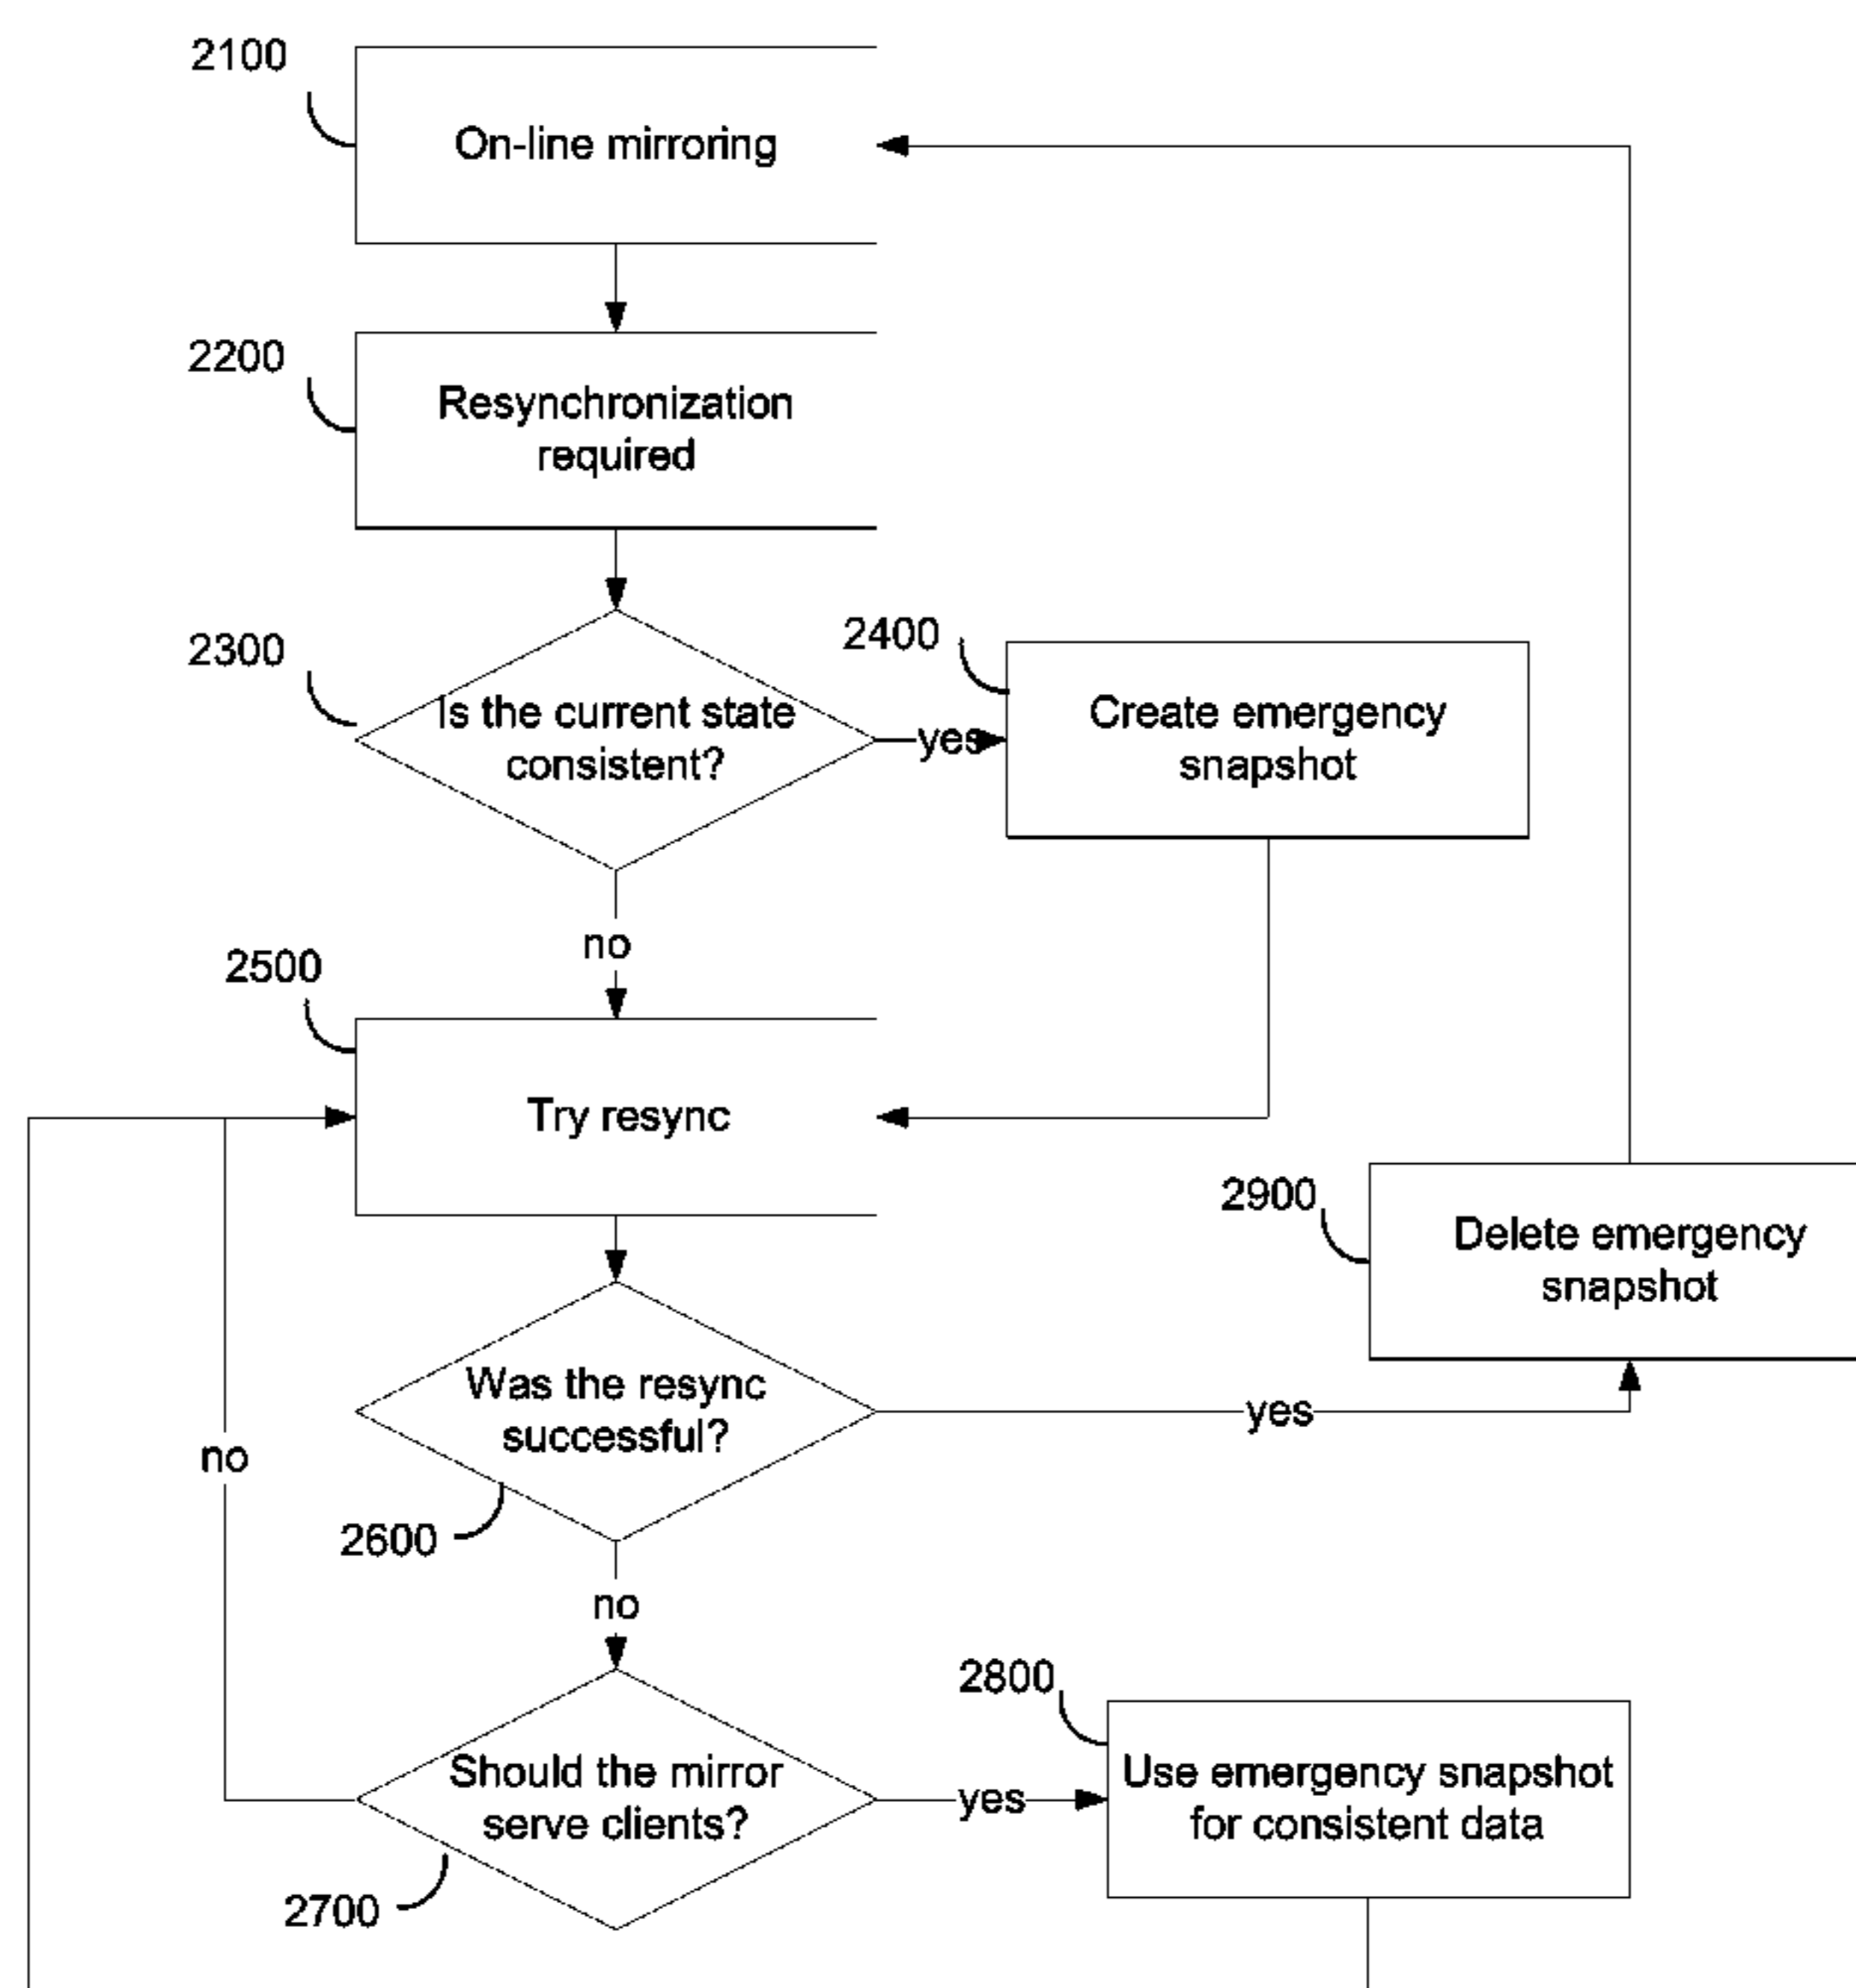 2100
On-line mirroring
2200
Resynchronization
required
2300
Is the current state
consistent?
yes
2400
Create emergency
snapshot
no
2500
Try resync
2900
Delete emergency
snapshot
Was the resync
successful?
yes
no
2600
no
2800
Should the mirror
serve clients?
yes
Use emergency snapshot
for consistent data
2700